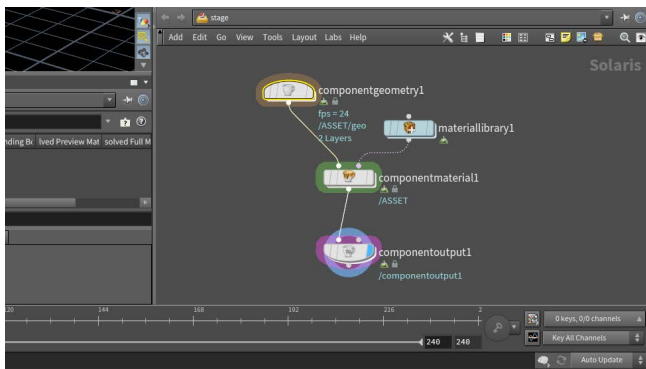 stage
Add Edit Go View Tools Layout Labs Help
Solaris
componentgeometry1
fps = 24
/ASSET/geo
2 Layers
materiallibrary1
nding Bo lved Preview Mat solved Full M
componentmaterial1
/ASSET
componentoutput1
/componentoutput1
120 144 168 192 216 2
0 keys, 0/0 channels
240 240
Key All Channels
Auto Update